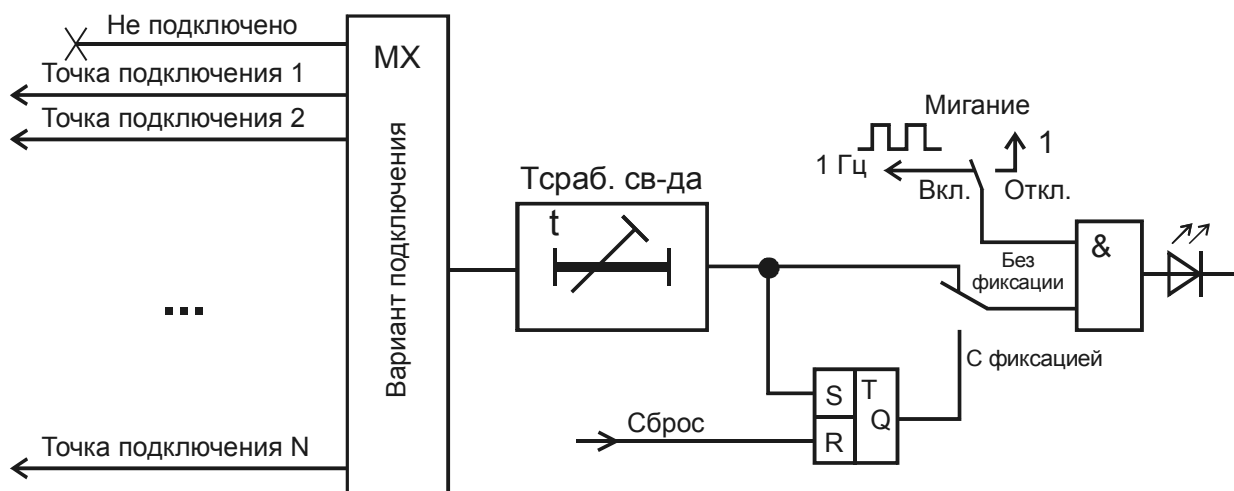 Не подключено
Точка подключения 1
Точка подключения 2
Точка подключения N
MX
Вариант подключения
Тсраб. св-да
t
Сброс
S
R
T
Q
Мигание
1 Гц
1
Вкл.
Откл.
Без
фиксации
С фиксацией
&